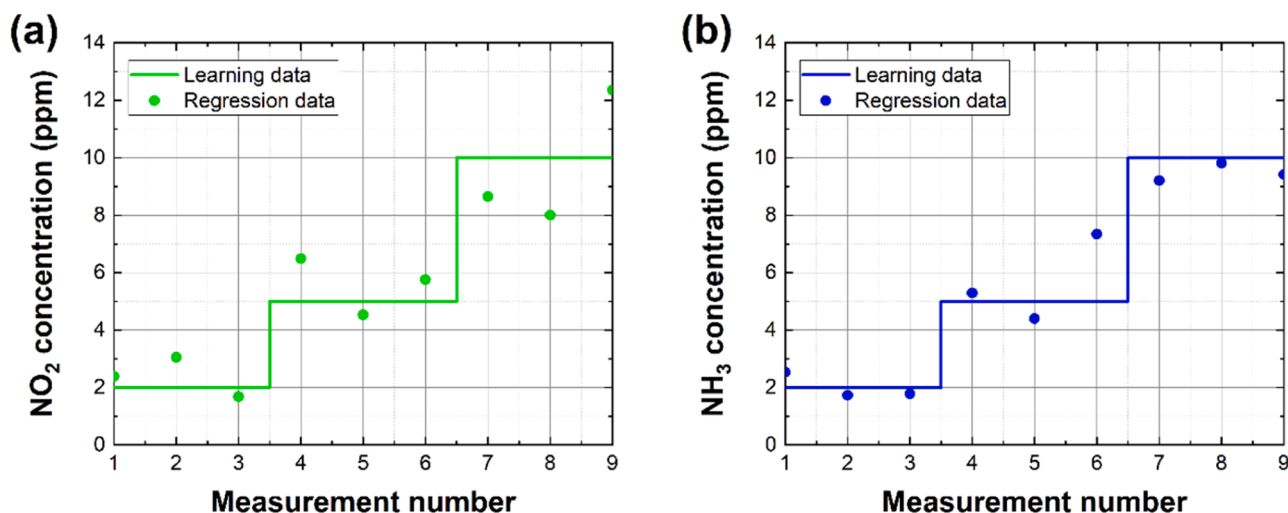 (a)
NO₂ concentration (ppm)
14
12
10
8
6
4
2
0
Learning data
Regression data
1 2 3 4 5 6 7 8 9
Measurement number
(b)
NH₃ concentration (ppm)
14
12
10
8
6
4
2
0
Learning data
Regression data
1 2 3 4 5 6 7 8 9
Measurement number